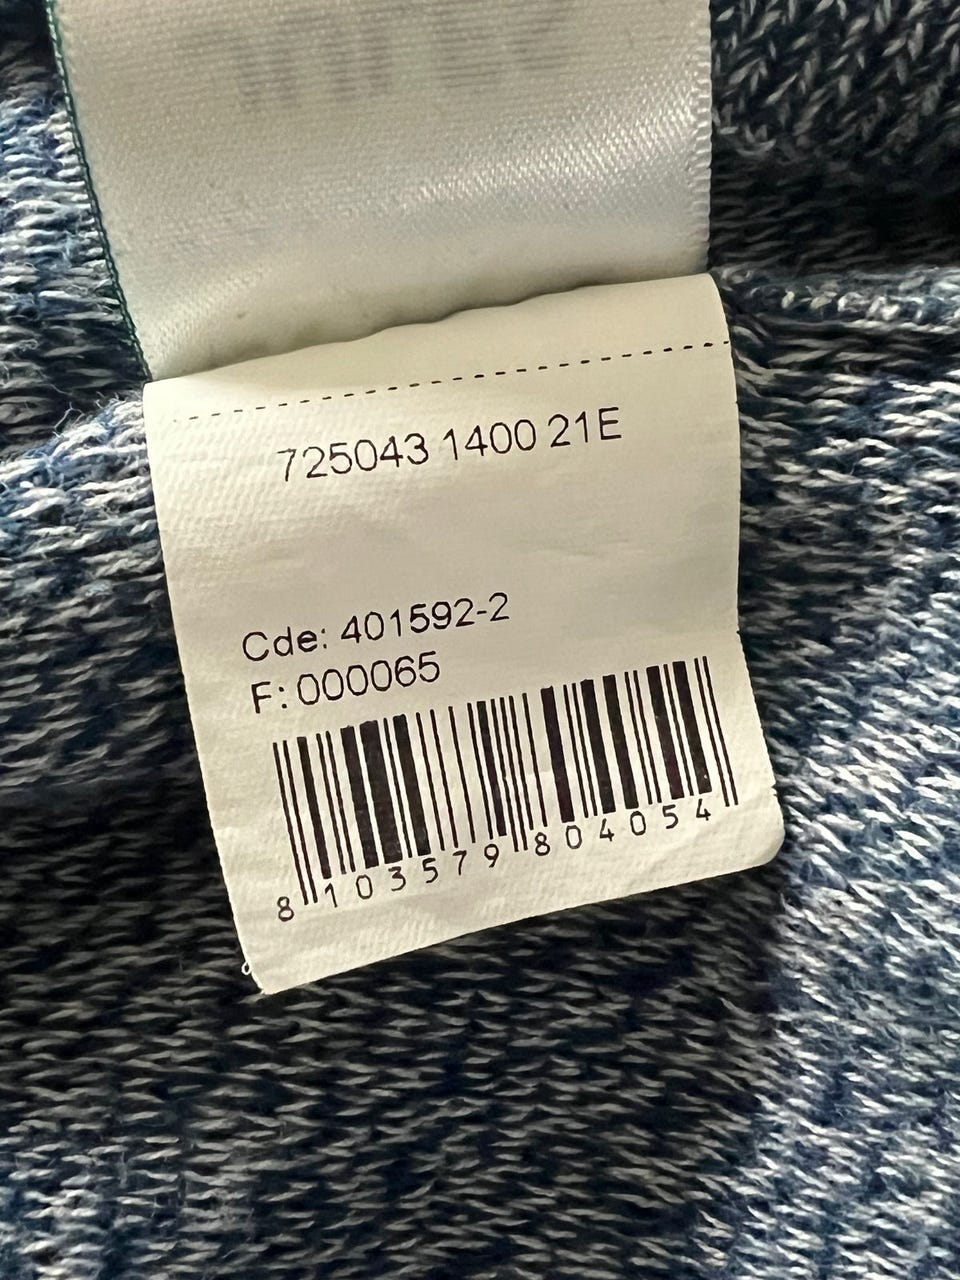 725043 1400 21E
Cde: 401592-2
F: 000065
8 103579 804054